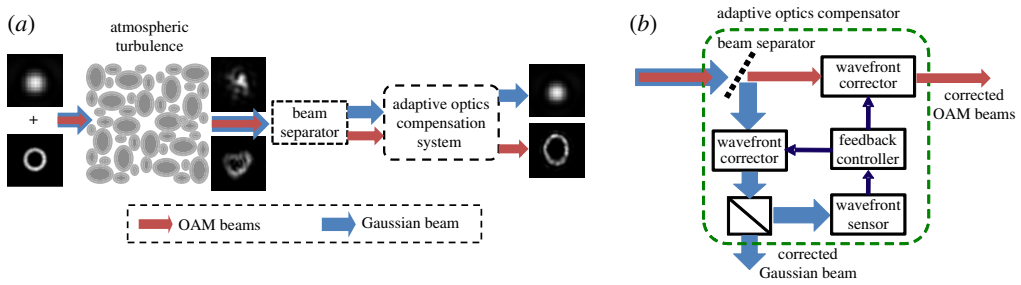 (a)
atmospheric
turbulence
+
beam
separator
adaptive optics
compensation
system
OAM beams
Gaussian beam
(b)
adaptive optics compensator
beam separator
wavefront
corrector
corrected
OAM beams
wavefront
corrector
feedback
controller
wavefront
sensor
corrected
Gaussian beam